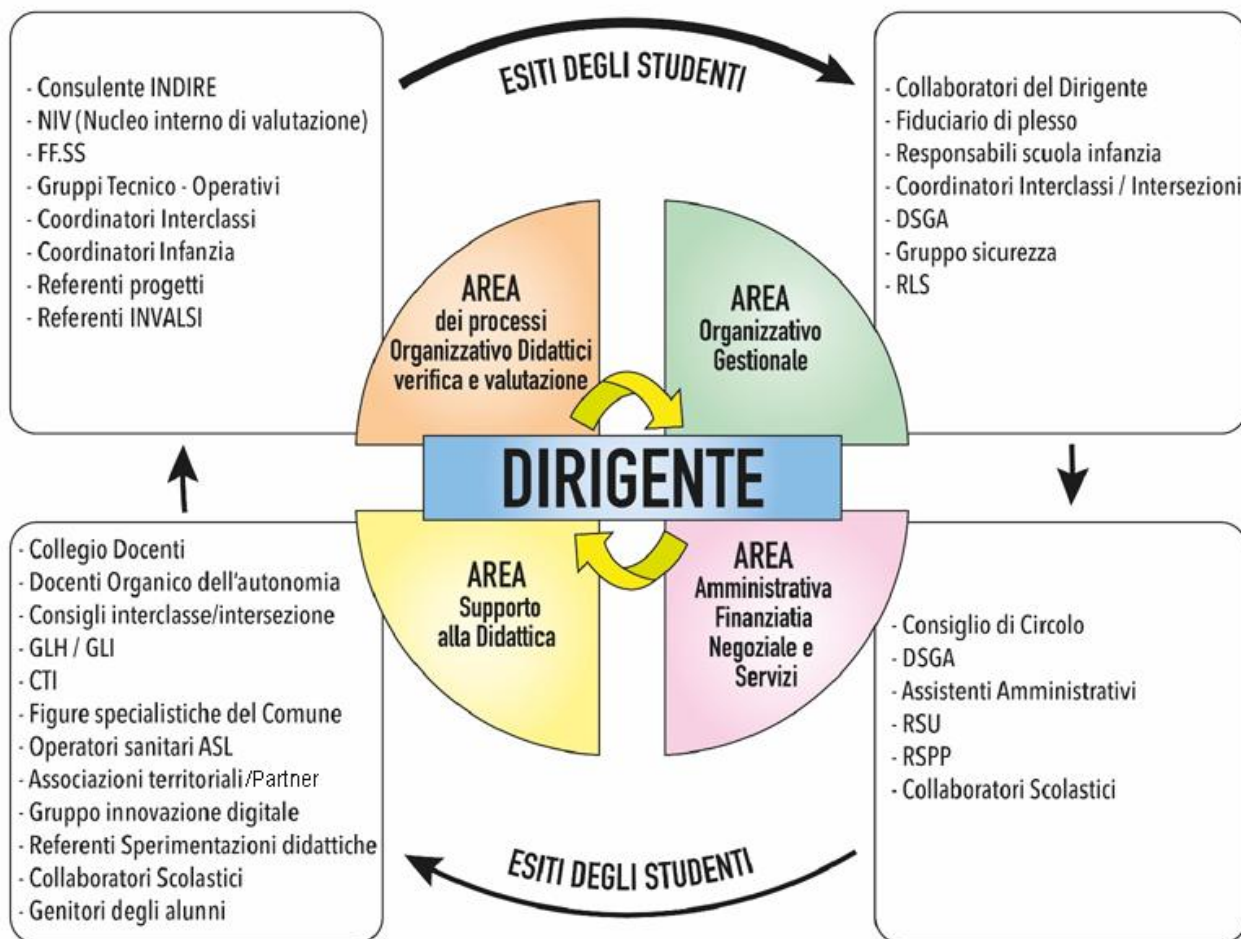 ESITI DEGLI STUDENTI
- Consulente INDIRE
- NIV (Nucleo interno di valutazione)
- FF.SS
- Gruppi Tecnico - Operativi
- Coordinatori Interclassi
- Coordinatori Infanzia
- Referenti progetti
- Referenti INVALSI
- Collaboratori del Dirigente
- Fiduciario di plesso
- Responsabili scuola infanzia
- Coordinatori Interclassi / Intersezioni
- DSGA
- Gruppo sicurezza
- RLS
AREA
dei processi
Organizzativo Didattici
verifica e valutazione
AREA
Organizzativo
Gestionale
DIRIGENTE
AREA
Supporto
alla Didattica
AREA
Amministrativa
Finanziatia
Negoziale e
Servizi
- Collegio Docenti
- Docenti Organico dell'autonomia
- Consigli interclasse/intersezione
- GLH / GLI
- CTI
- Figure specialistiche del Comune
- Operatori sanitari ASL
- Associazioni territoriali/Partner
- Gruppo innovazione digitale
- Referenti Sperimentazioni didattiche
- Collaboratori Scolastici
- Genitori degli alunni
- Consiglio di Circolo
- DSGA
- Assistenti Amministrativi
- RSU
- RSPP
- Collaboratori Scolastici
ESITI DEGLI STUDENTI